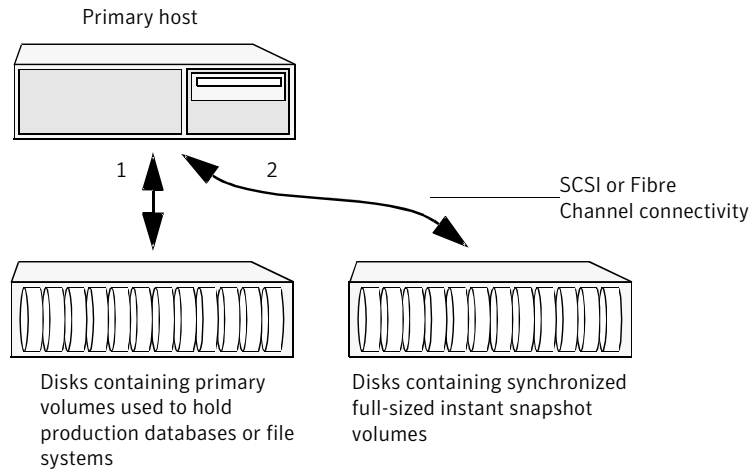 Primary host
1
2
SCSI or Fibre
Channel connectivity
Disks containing primary
volumes used to hold
production databases or file
systems
Disks containing synchronized
full-sized instant snapshot
volumes